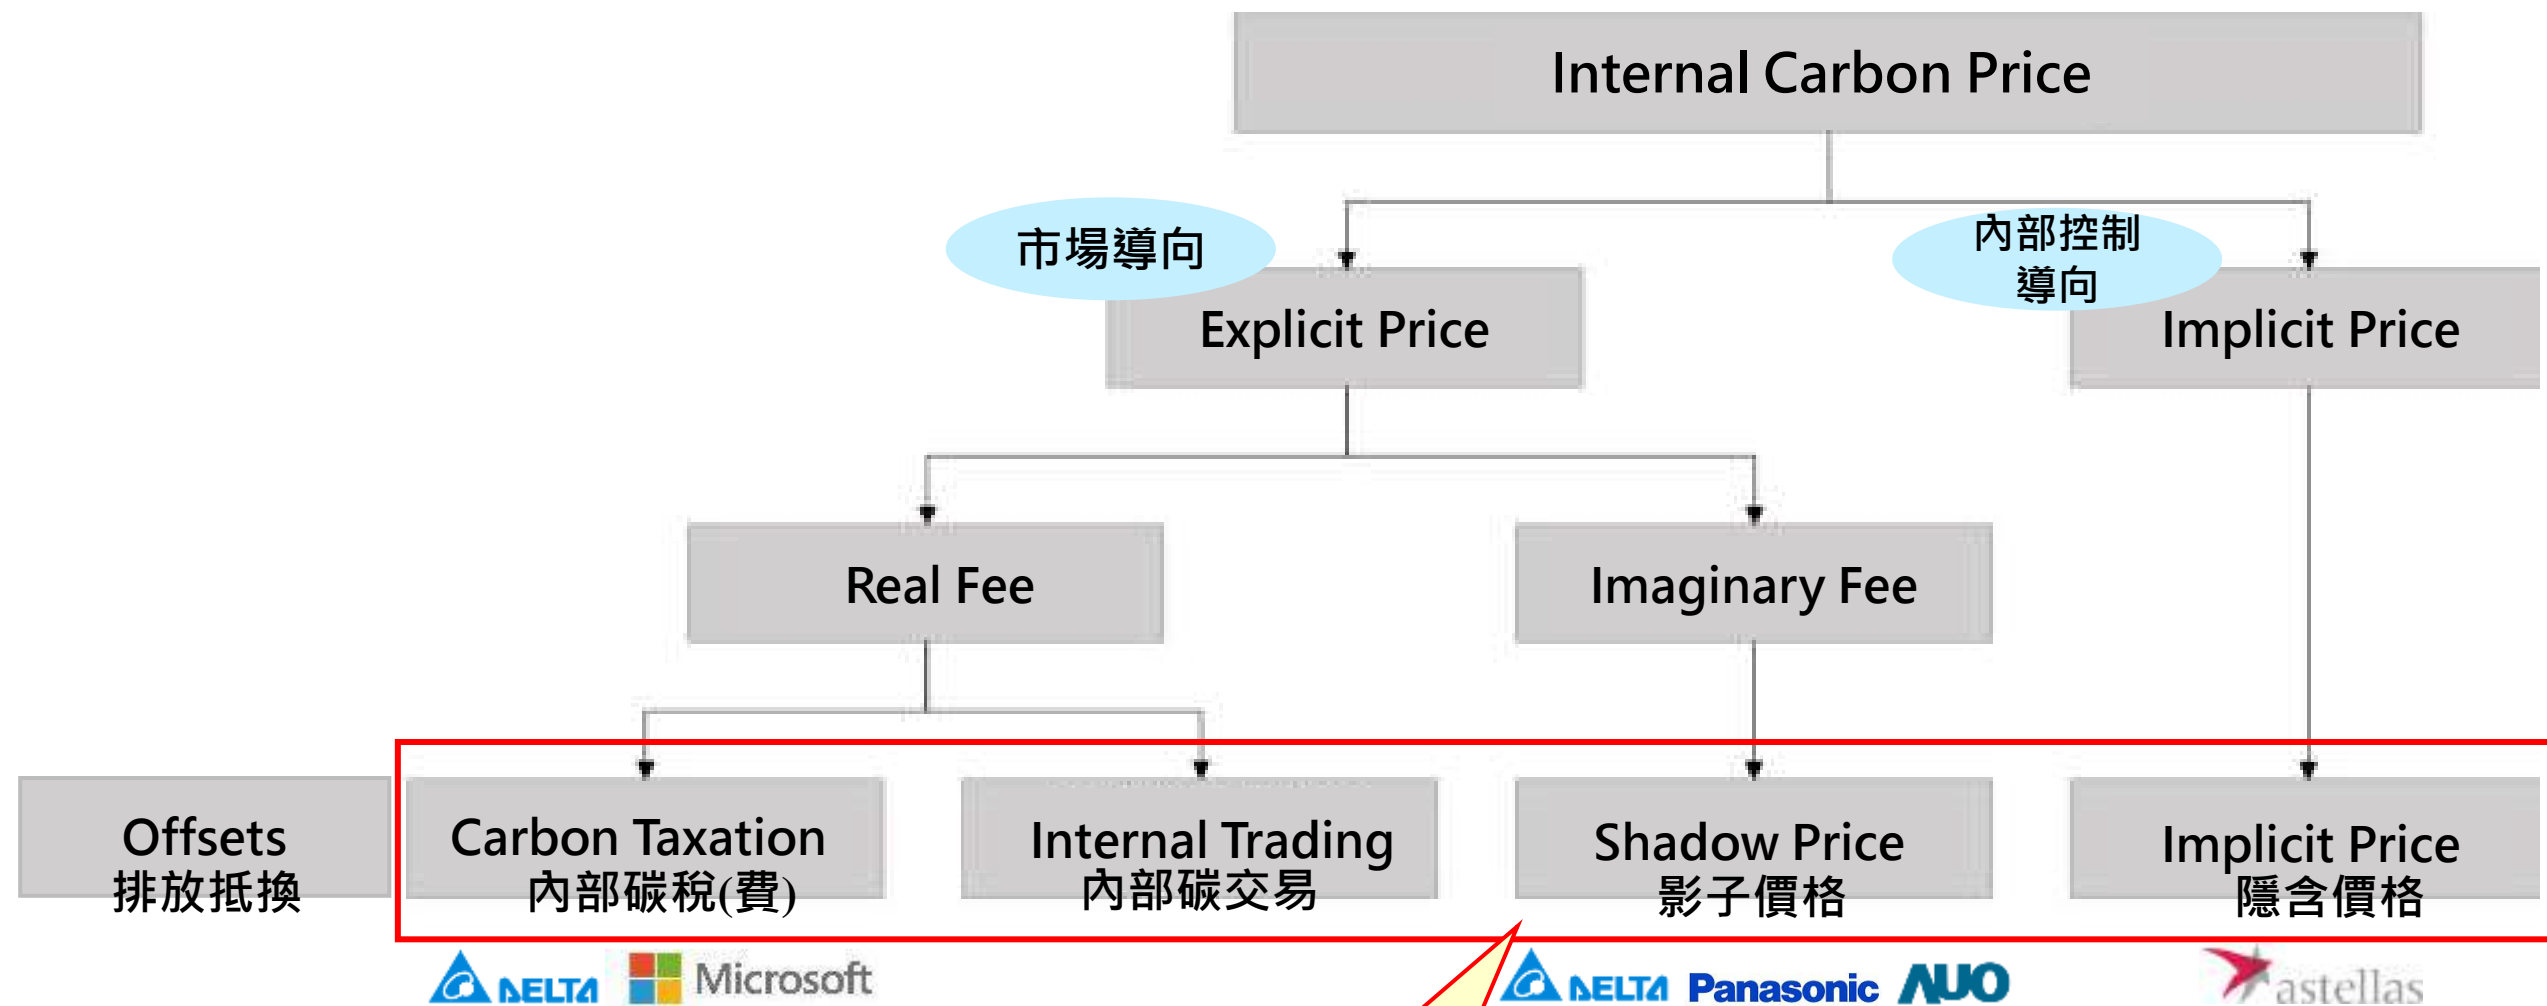 Internal Carbon Price
市場導向
內部控制
導向
Explicit Price
Implicit Price
Real Fee
Imaginary Fee
Offsets
排放抵換
Carbon Taxation
內部碳稅(費)
Internal Trading
內部碳交易
Shadow Price
影子價格
Implicit Price
隱含價格
DELTA
Microsoft
DELTA
Panasonic
AUO
astellas